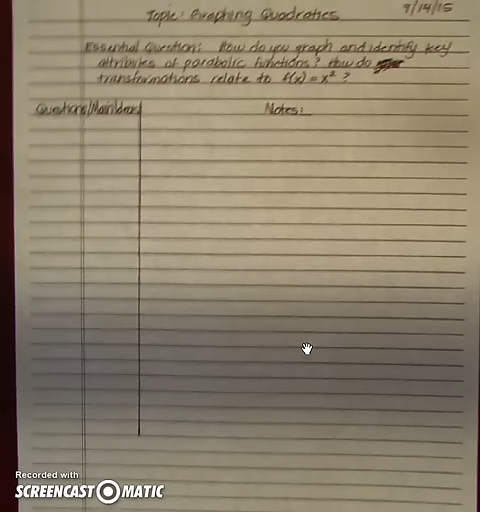 9/14/15
Topic: Graphing Quadratics
Essential Question: How do you graph and identify key
attributes of parabolic functions? How do
transformations relate to f(x) = x² ?
Questions/Main Ideas Notes:
Recorded with
SCREENCAST MATIC